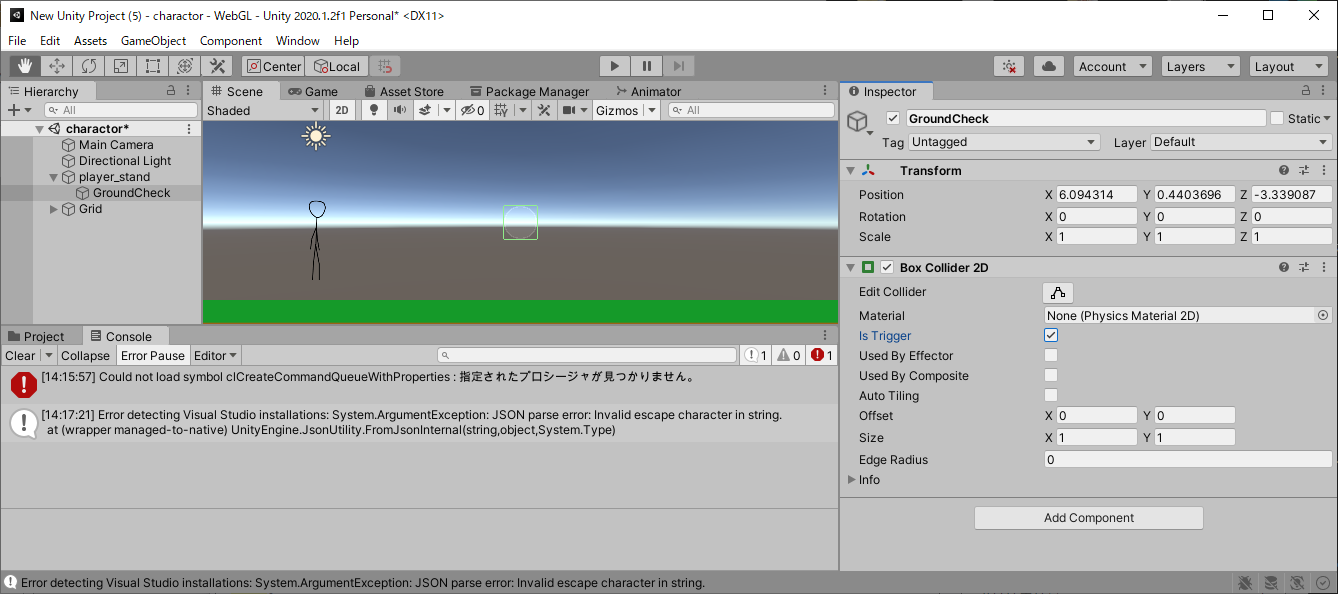 New Unity Project (5) - charactor - WebGL - Unity 2020.1.2f1 Personal* <DX11>
File Edit Assets GameObject Component Window Help
Center Local Account Layers Layout
Hierarchy
All
charactor*
Main Camera
Directional Light
player_stand
GroundCheck
Grid
Scene Game Asset Store Package Manager Animator
Shaded 2D 0 Gizmos All
Project Console
Clear Collapse Error Pause Editor 1 0 1
[14:15:57] Could not load symbol clCreateCommandQueueWithProperties : 指定されたプロシージャが見つかりません。
[14:17:21] Error detecting Visual Studio installations: System.ArgumentException: JSON parse error: Invalid escape character in string.
at (wrapper managed-to-native) UnityEngine.JsonUtility.FromJsonInternal(string,object,System.Type)
Inspector
GroundCheck Static
Tag Untagged Layer Default
Transform
Position X 6.094314 Y 0.4403696 Z -3.339087
Rotation X 0 Y 0 Z 0
Scale X 1 Y 1 Z 1
Box Collider 2D
Edit Collider
Material None (Physics Material 2D)
Is Trigger
Used By Effector
Used By Composite
Auto Tiling
Offset X 0 Y 0
Size X 1 Y 1
Edge Radius 0
Info
Add Component
Error detecting Visual Studio installations: System.ArgumentException: JSON parse error: Invalid escape character in string.